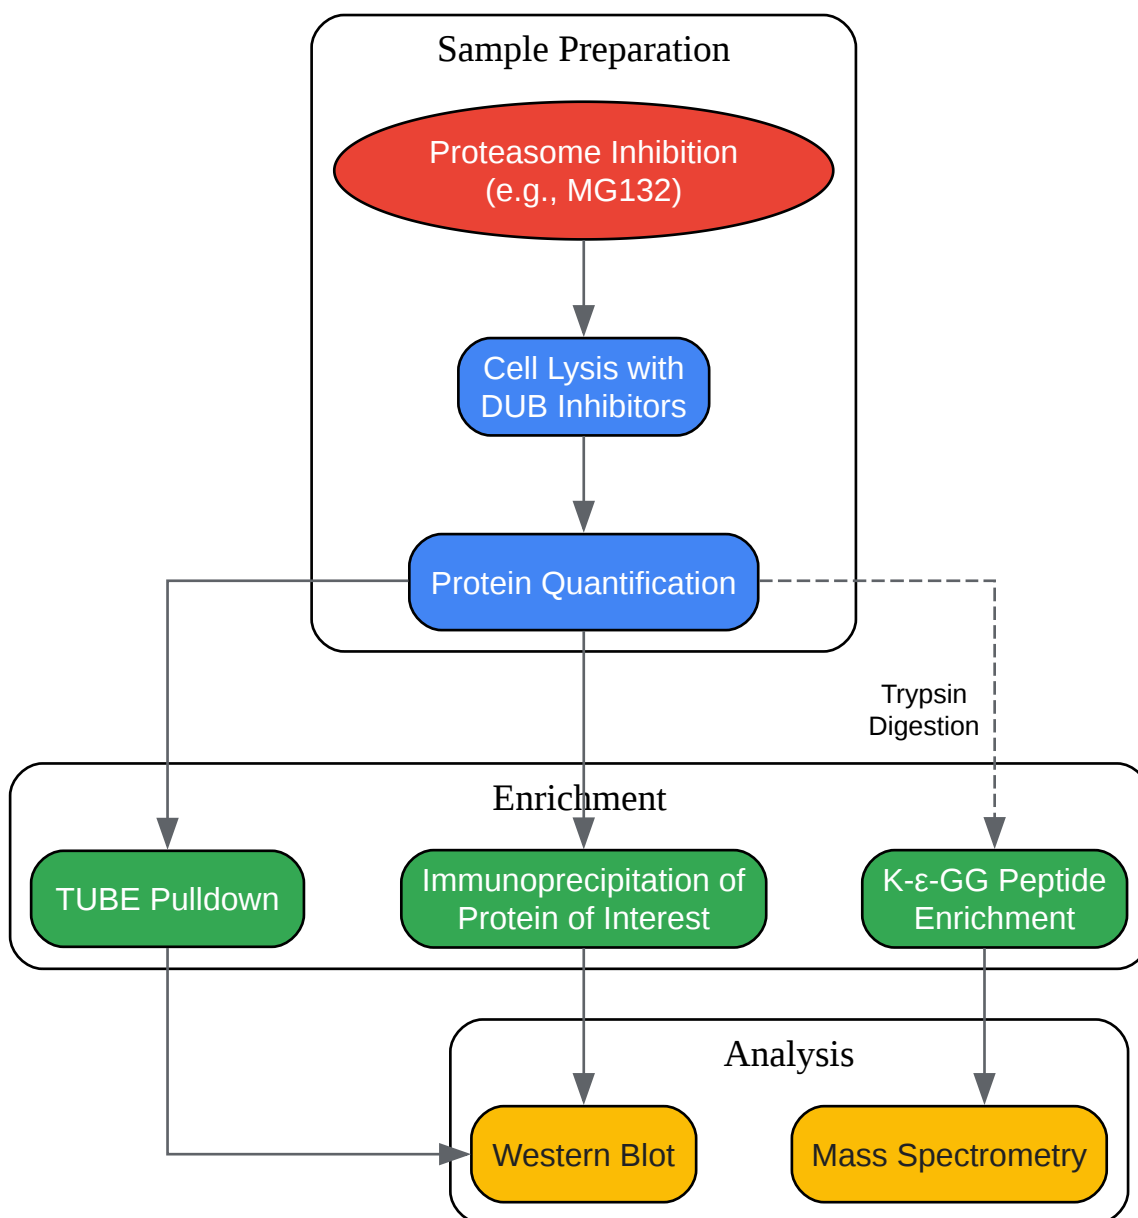 Sample Preparation
Proteasome Inhibition
(e.g., MG132)
Cell Lysis with
DUB Inhibitors
Protein Quantification
Trypsin
Digestion
Enrichment
TUBE Pulldown
Immunoprecipitation of
Protein of Interest
K-ε-GG Peptide
Enrichment
Analysis
Western Blot
Mass Spectrometry